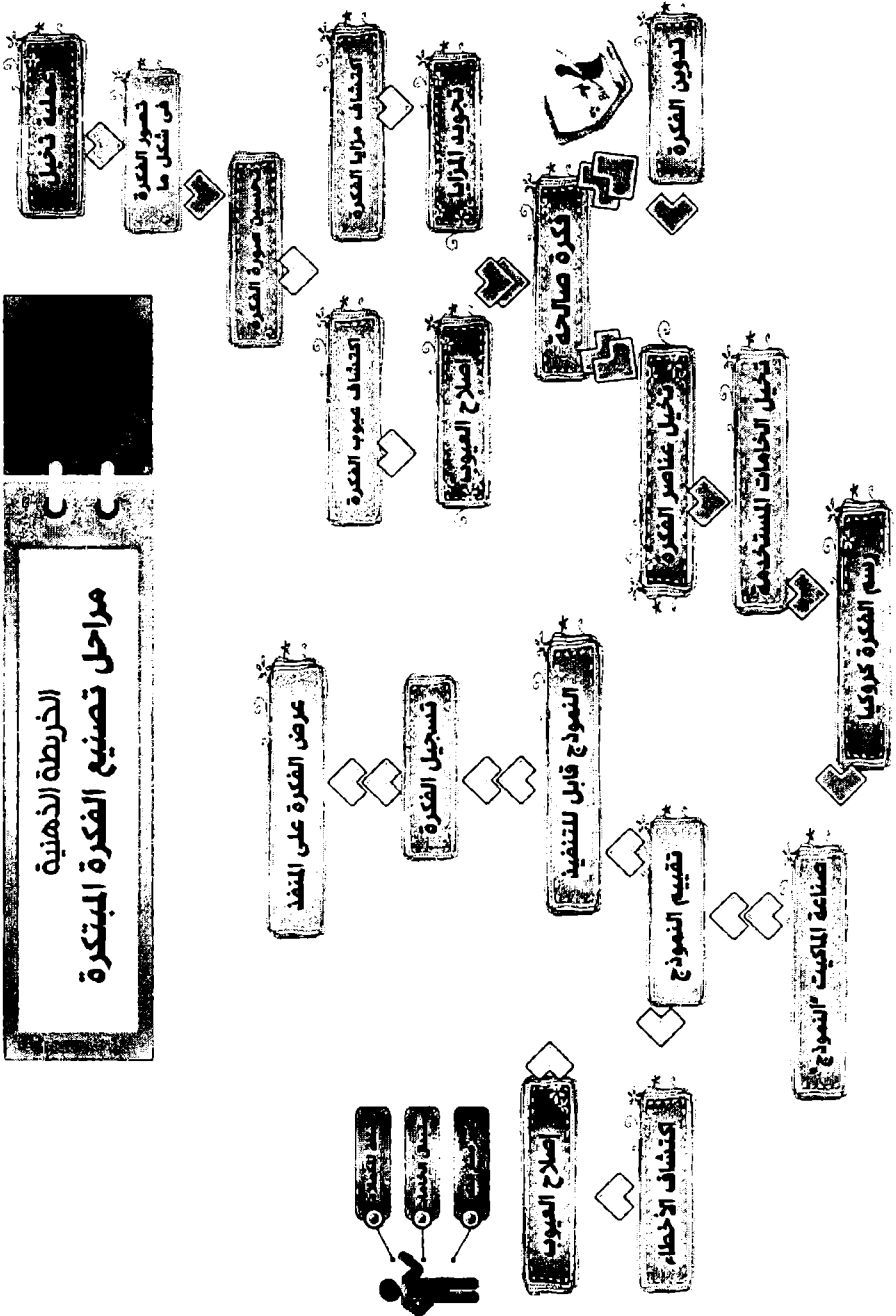 الخريطة الذهنية
مراحل تصنيع الفكرة المبتكرة
عملية تخيل
تصور الفكرة
في شكل ما
تحسين صورة الفكرة
اكتشاف مزايا الفكرة
تجويد المزايا
اكتشاف عيوب الفكرة
إصلاح العيوب
فكرة صالحة
تدوين الفكرة
تخيل عناصر الفكرة
تخيل الخامات المستخدمة
رسم الفكرة كروكيا
صناعة الماكيت "النموذج"
تقييم النموذج
النموذج قابل للتنفيذ
تسجيل الفكرة
عرض الفكرة على المنفذ
اكتشاف الأخطاء
إصلاح العيوب